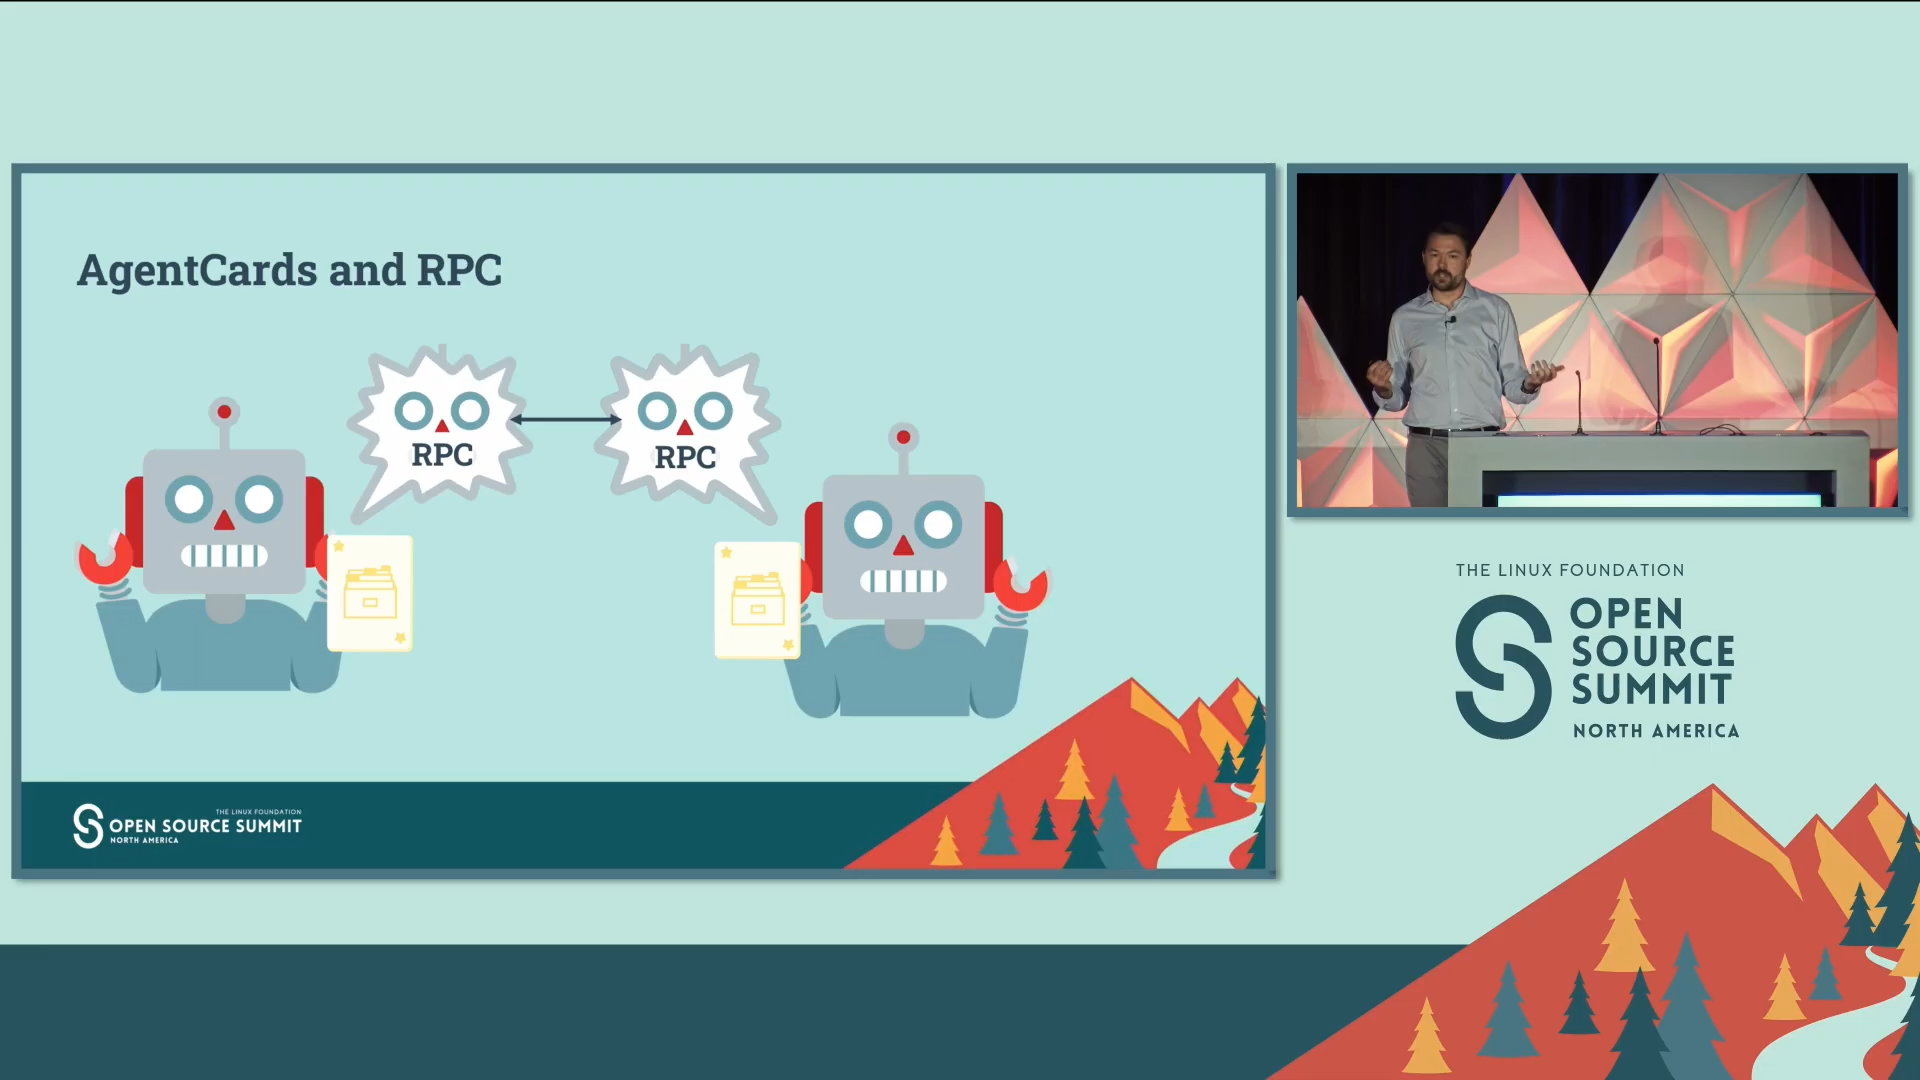 AgentCards and RPC
RPC
RPC
THE LINUX FOUNDATION
OPEN SOURCE SUMMIT
NORTH AMERICA
THE LINUX FOUNDATION
OPEN
SOURCE
SUMMIT
NORTH AMERICA